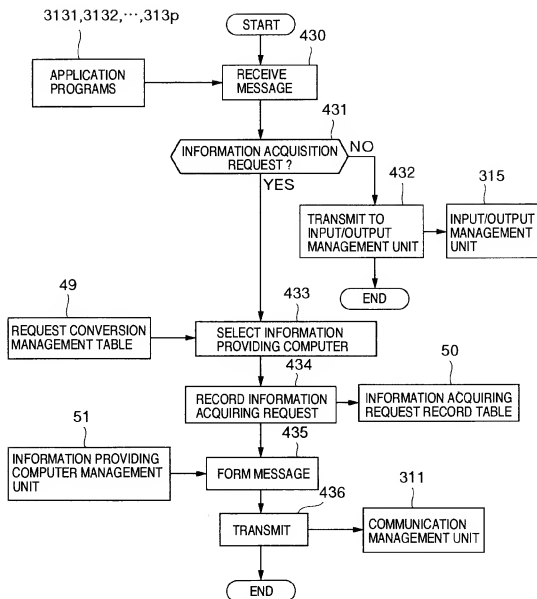 3131,3132,···,313p
START
430
APPLICATION
PROGRAMS
RECEIVE
MESSAGE
431
INFORMATION ACQUISITION
REQUEST ?
NO
YES
432
315
TRANSMIT TO
INPUT/OUTPUT
MANAGEMENT UNIT
INPUT/OUTPUT
MANAGEMENT
UNIT
END
49
433
REQUEST CONVERSION
MANAGEMENT TABLE
SELECT INFORMATION
PROVIDING COMPUTER
434
50
RECORD INFORMATION
ACQUIRING REQUEST
INFORMATION ACQUIRING
REQUEST RECORD TABLE
51
435
INFORMATION PROVIDING
COMPUTER MANAGEMENT
UNIT
FORM MESSAGE
436
311
TRANSMIT
COMMUNICATION
MANAGEMENT UNIT
END